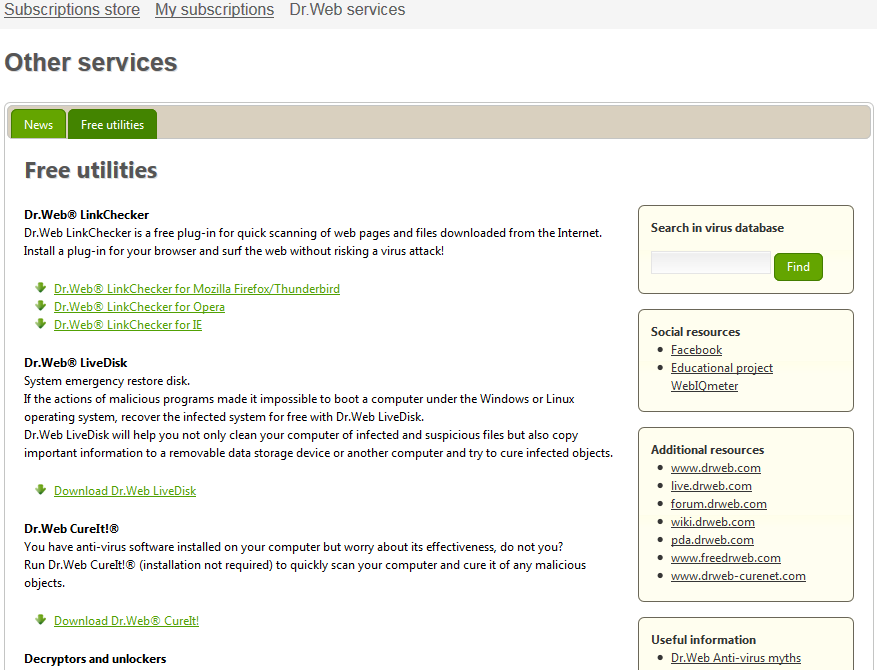 Subscriptions store My subscriptions Dr.Web services
Other services
News Free utilities
Free utilities
Dr.Web® LinkChecker
Dr.Web LinkChecker is a free plug-in for quick scanning of web pages and files downloaded from the Internet.
Install a plug-in for your browser and surf the web without risking a virus attack!
Dr.Web® LinkChecker for Mozilla Firefox/Thunderbird
Dr.Web® LinkChecker for Opera
Dr.Web® LinkChecker for IE
Dr.Web® LiveDisk
System emergency restore disk.
If the actions of malicious programs made it impossible to boot a computer under the Windows or Linux
operating system, recover the infected system for free with Dr.Web LiveDisk.
Dr.Web LiveDisk will help you not only clean your computer of infected and suspicious files but also copy
important information to a removable data storage device or another computer and try to cure infected objects.
Download Dr.Web LiveDisk
Dr.Web CureIt!®
You have anti-virus software installed on your computer but worry about its effectiveness, do not you?
Run Dr.Web CureIt!® (installation not required) to quickly scan your computer and cure it of any malicious
objects.
Download Dr.Web® CureIt!
Decryptors and unlockers
Search in virus database
Find
Social resources
Facebook
Educational project
WebIQmeter
Additional resources
www.drweb.com
live.drweb.com
forum.drweb.com
wiki.drweb.com
pda.drweb.com
www.freedrweb.com
www.drweb-curenet.com
Useful information
Dr.Web Anti-virus myths